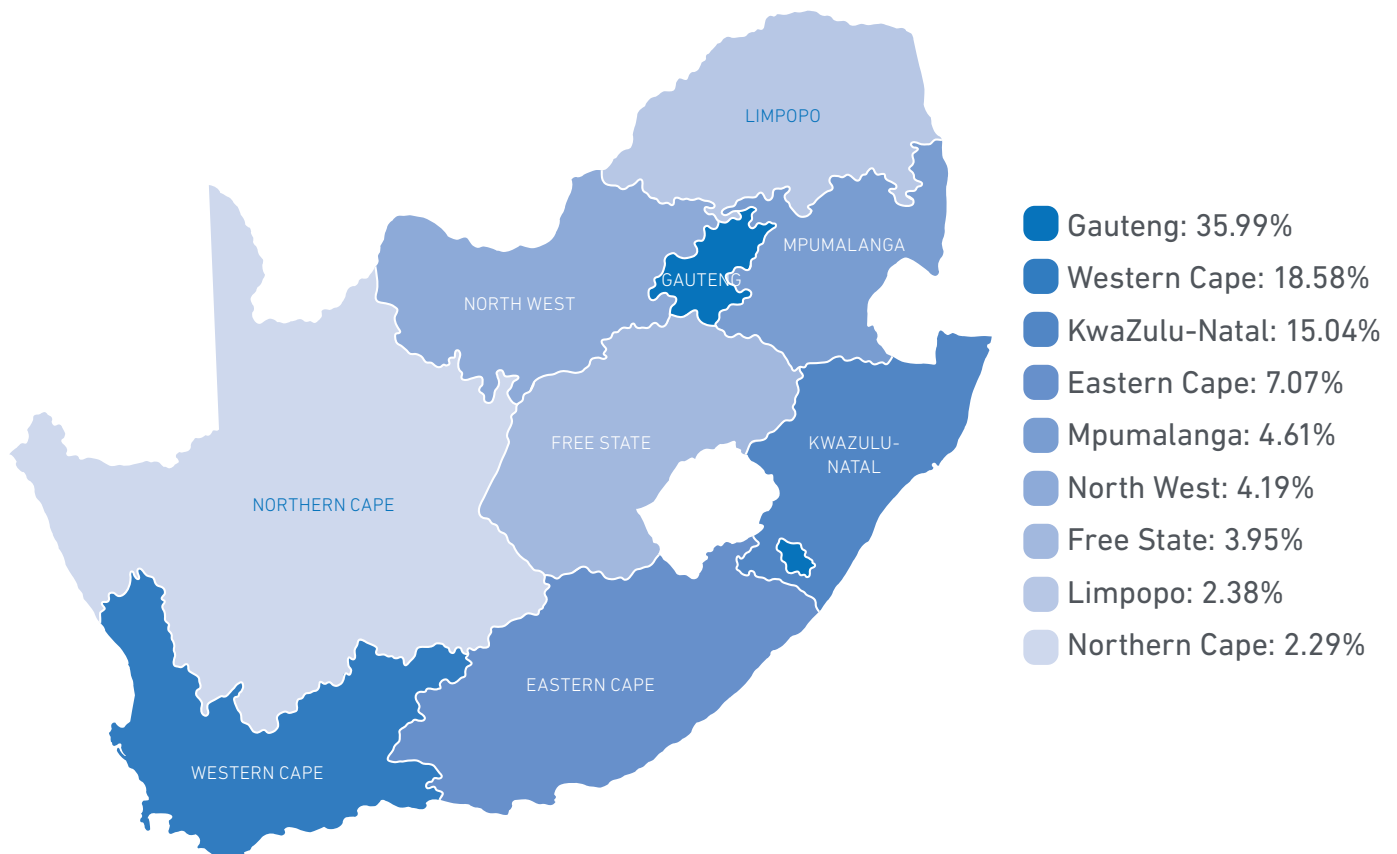 LIMPOPO
MPUMALANGA
GAUTENG
NORTH WEST
FREE STATE
KWAZULU-
NATAL
NORTHERN CAPE
EASTERN CAPE
WESTERN CAPE
Gauteng: 35.99%
Western Cape: 18.58%
KwaZulu-Natal: 15.04%
Eastern Cape: 7.07%
Mpumalanga: 4.61%
North West: 4.19%
Free State: 3.95%
Limpopo: 2.38%
Northern Cape: 2.29%